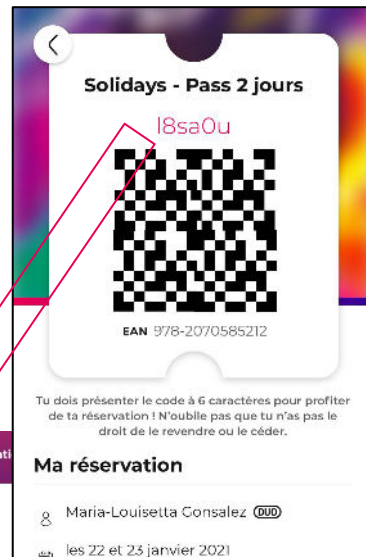 Solidays - Pass 2 jours
l8sa0u
EAN 978-2070585212
Tu dois présenter le code à 6 caractères pour profiter
de ta réservation ! N'oublie pas que tu n'as pas le
droit de le revendre ou le céder.
Ma réservation
Maria-Louisetta Gonsalez DUO
les 22 et 23 janvier 2021